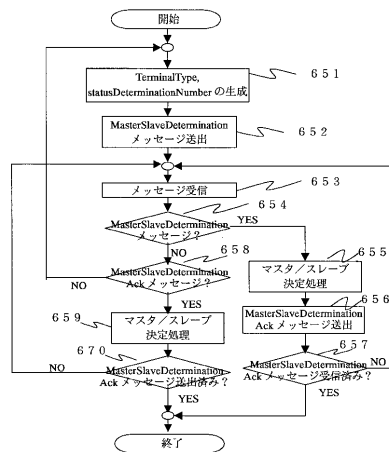 開始
TerminalType,
statusDeterminationNumber の生成
651
MasterSlaveDetermination
メッセージ送出
652
メッセージ受信
653
MasterSlaveDetermination
メッセージ?
654
YES
NO
マスタ/スレーブ
決定処理
655
MasterSlaveDetermination
Ack メッセージ?
658
NO
YES
MasterSlaveDetermination
Ack メッセージ送出
656
659
マスタ/スレーブ
決定処理
MasterSlaveDetermination
Ack メッセージ受信済み?
657
NO
YES
670
MasterSlaveDetermination
Ack メッセージ送出済み?
NO
YES
終了